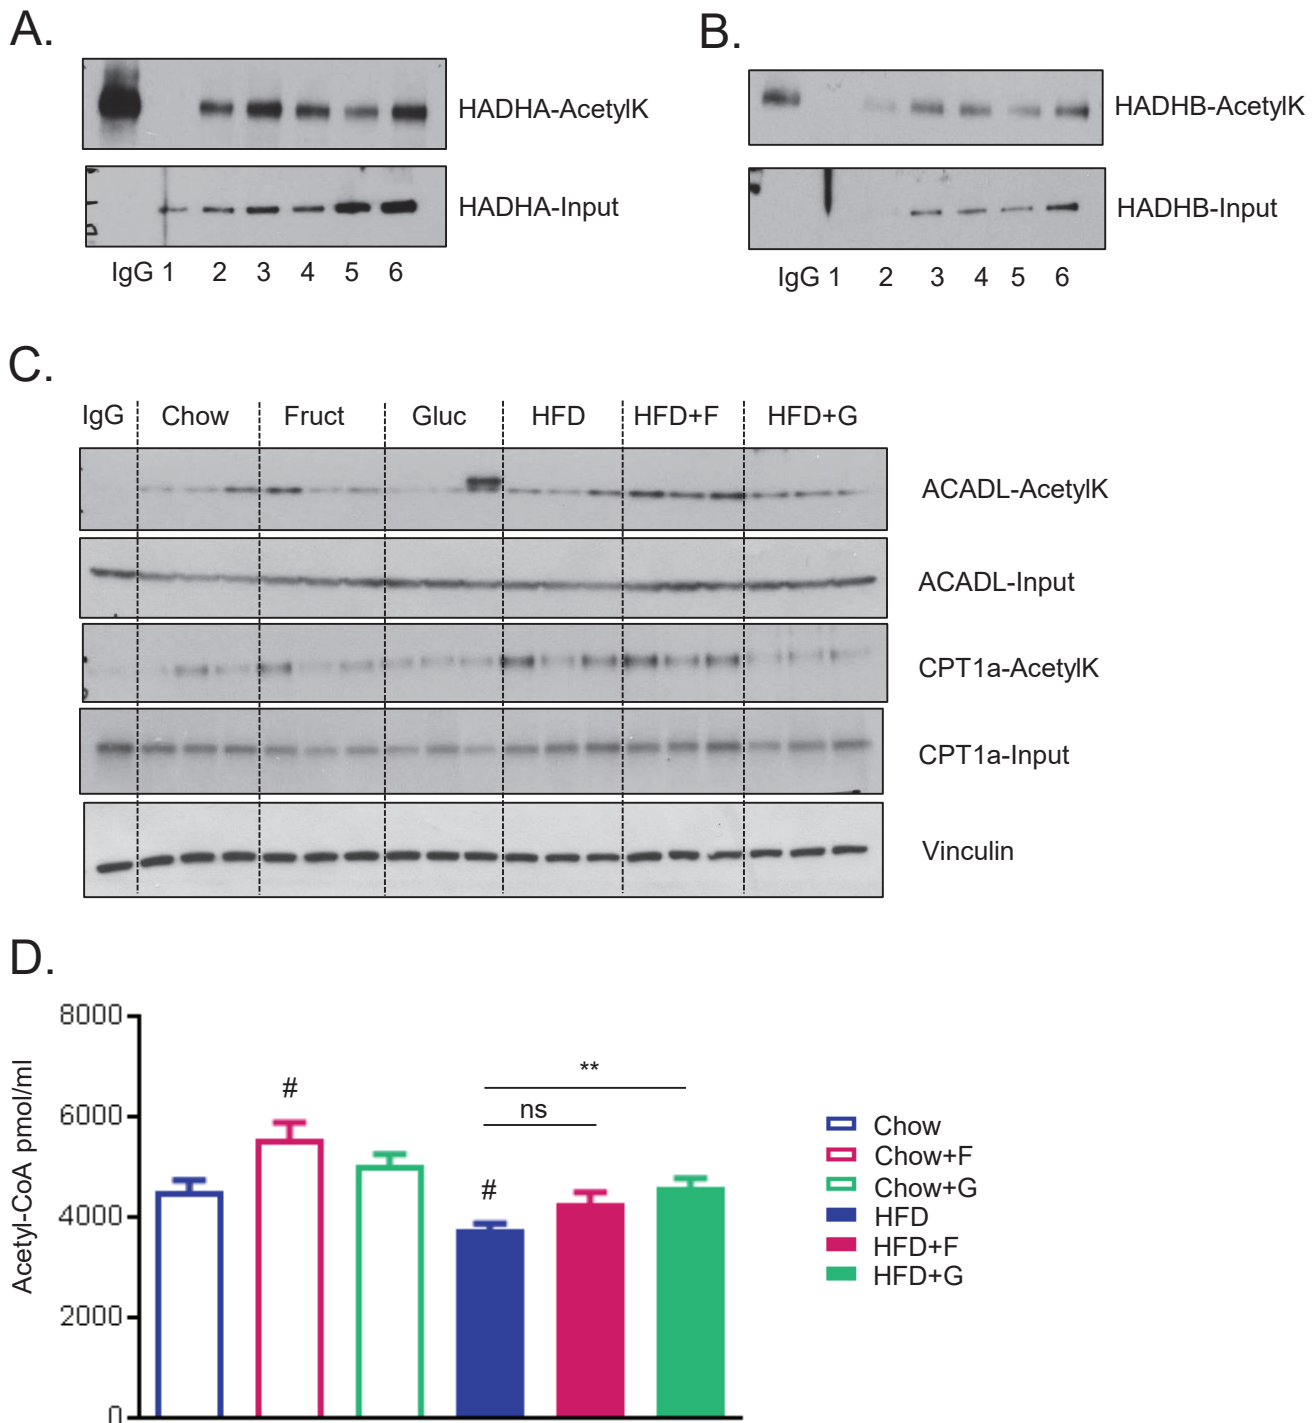 A.
HADHA-AcetylK
HADHA-Input
IgG 1 2 3 4 5 6
B.
HADHB-AcetylK
HADHB-Input
IgG 1 2 3 4 5 6
C.
IgG Chow Fruct Gluc HFD HFD+F HFD+G
ACADL-AcetylK
ACADL-Input
CPT1a-AcetylK
CPT1a-Input
Vinculin
D.
Acetyl-CoA pmol/ml
8000
6000
4000
2000
0
#
#
**
ns
Chow
Chow+F
Chow+G
HFD
HFD+F
HFD+G